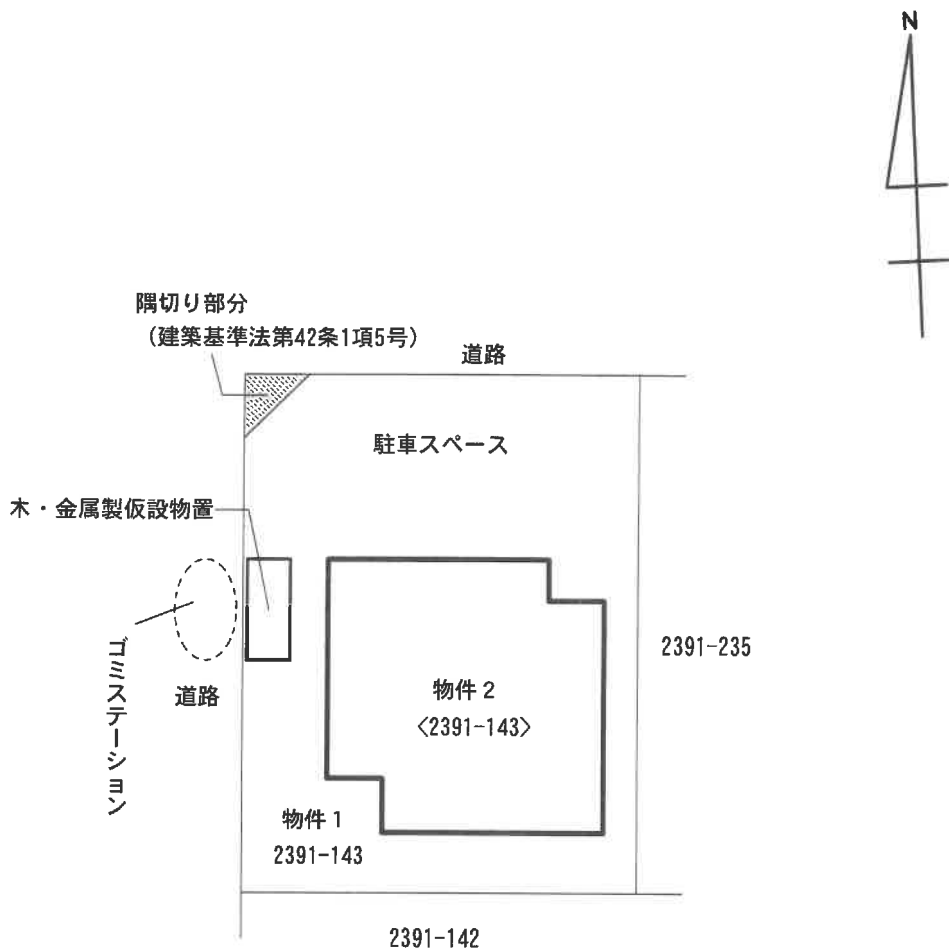 N
隅切り部分
（建築基準法第42条1項5号）
道路
駐車スペース
木・金属製仮設物置
ゴミステーション
道路
2391-235
物件２
〈2391-143〉
物件１
2391-143
2391-142